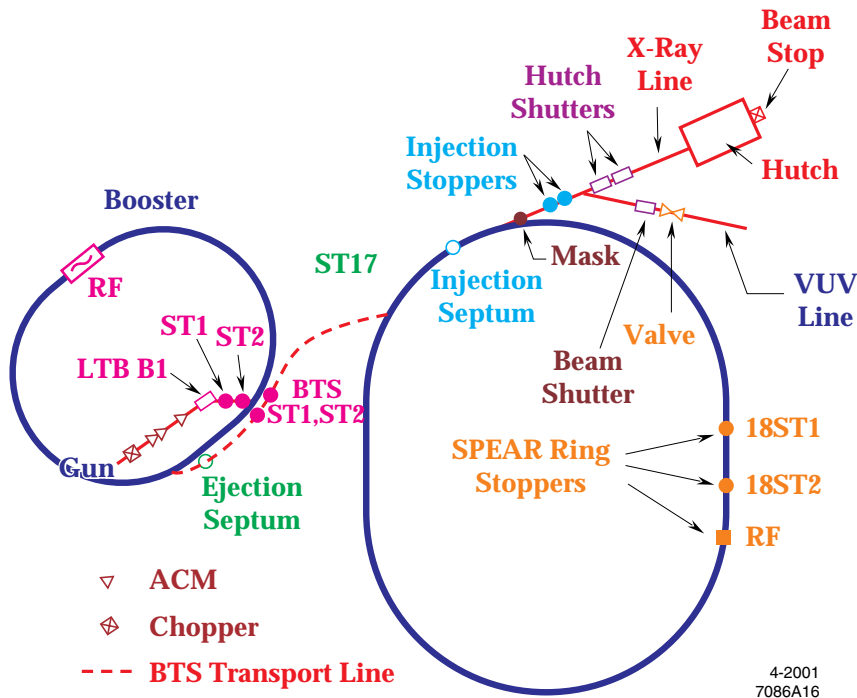 Beam
Stop
X-Ray
Line
Hutch
Shutters
Injection
Stoppers
Hutch
Booster
ST17
Mask
RF
Injection
Septum
VUV
Line
Valve
ST1
ST2
LTB B1
Beam
Shutter
BTS
ST1,ST2
18ST1
SPEAR Ring
Stoppers
Gun
Ejection
Septum
18ST2
RF
ACM
Chopper
BTS Transport Line
4-2001
7086A16